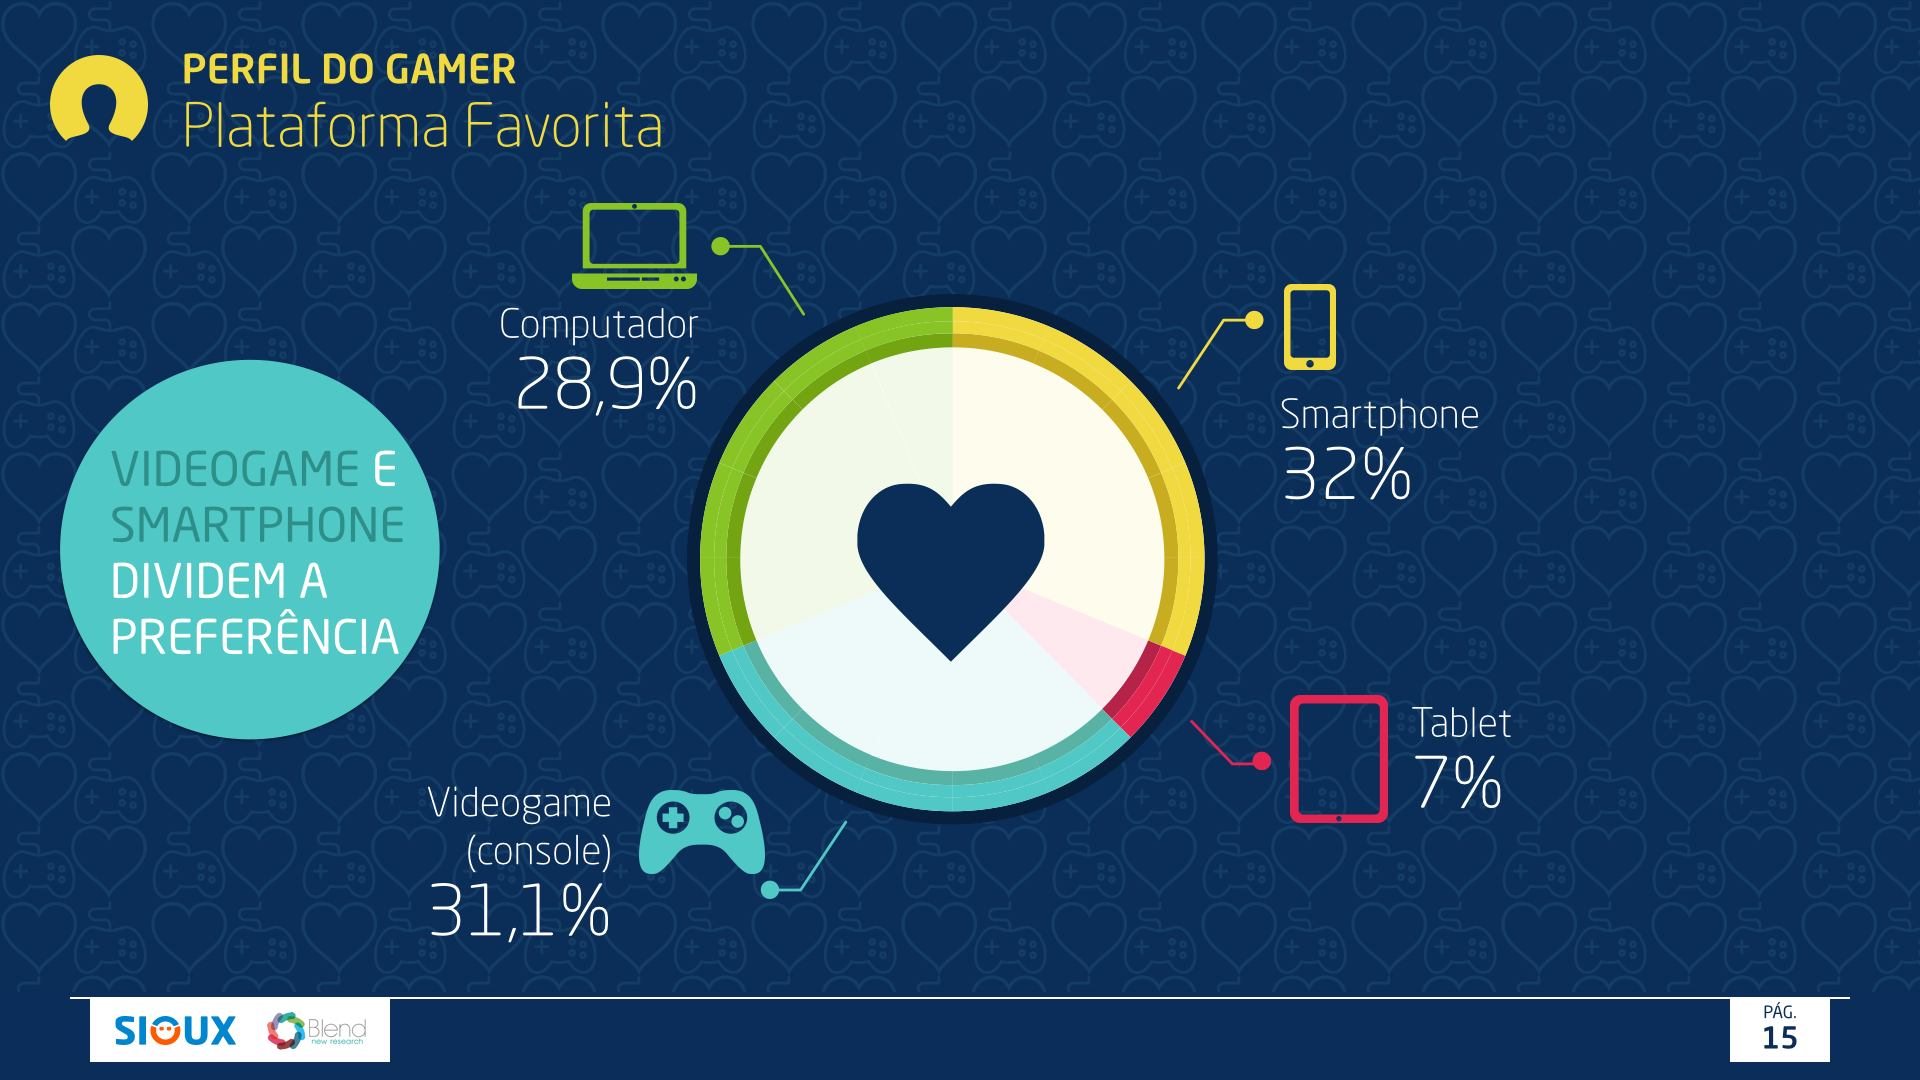 PERFIL DO GAMER
Plataforma Favorita
Computador
28,9%
Smartphone
32%
VIDEOGAME E
SMARTPHONE
DIVIDEM A
PREFERÊNCIA
Tablet
7%
Videogame
(console)
31,1%
SIOUX
Blend
new research
PÁG.
15